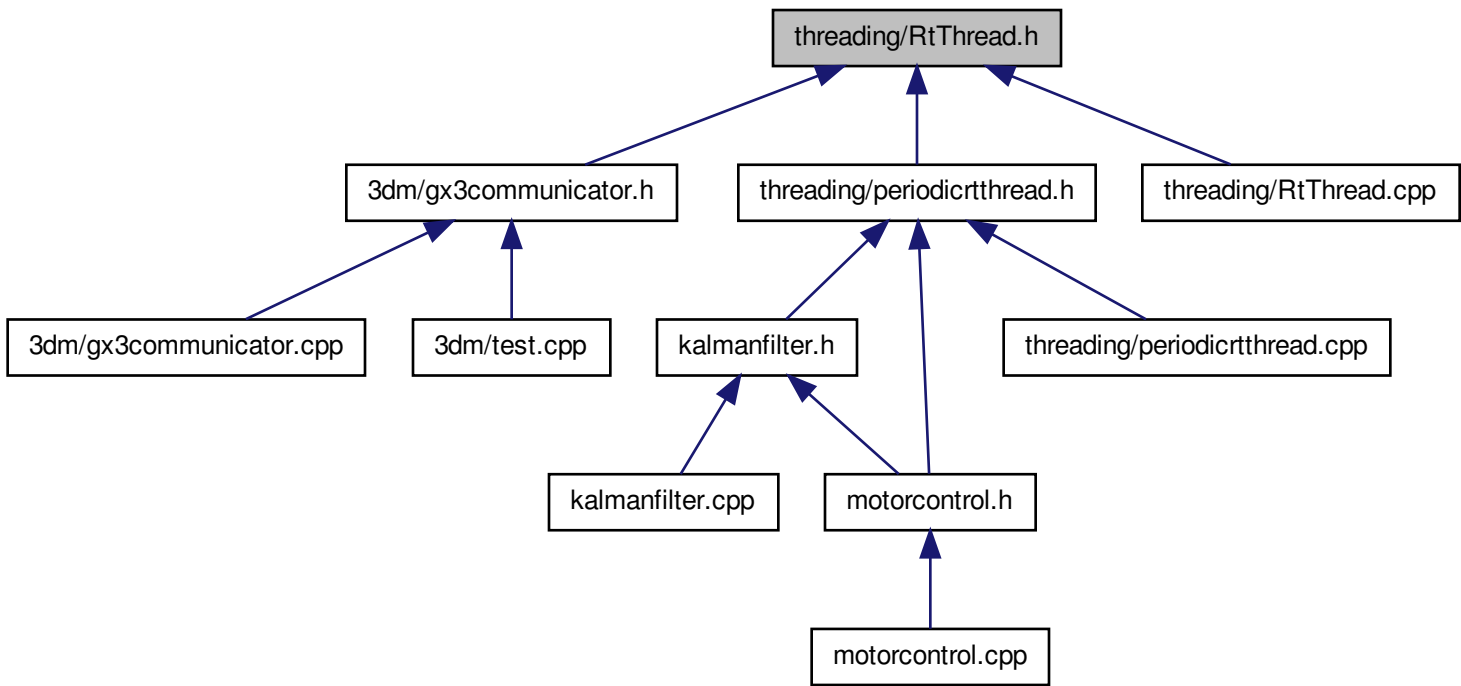 threading/RtThread.h
3dm/gx3communicator.h
threading/periodicrtthread.h
threading/RtThread.cpp
3dm/gx3communicator.cpp
3dm/test.cpp
kalmanfilter.h
threading/periodicrtthread.cpp
kalmanfilter.cpp
motorcontrol.h
motorcontrol.cpp